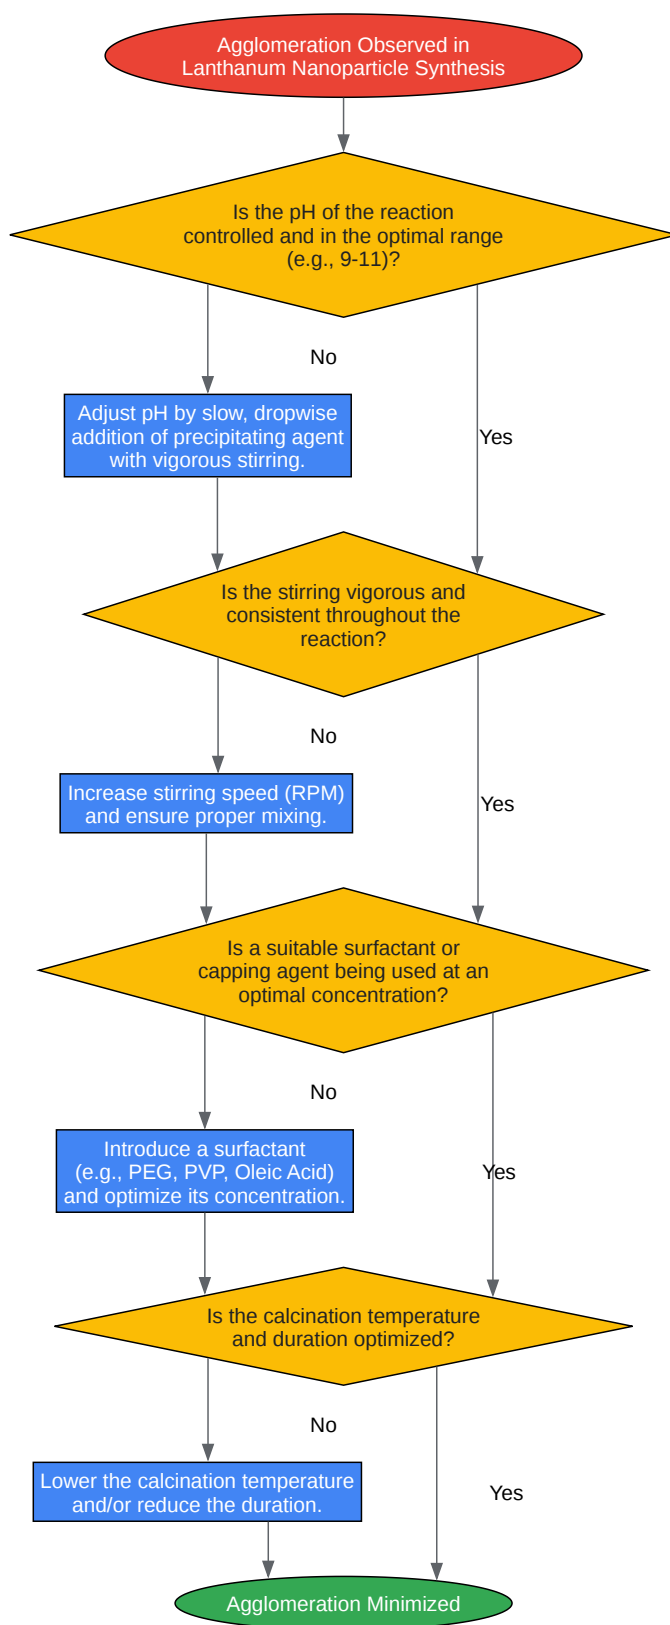 Agglomeration Observed in
Lanthanum Nanoparticle Synthesis
Is the pH of the reaction
controlled and in the optimal range
(e.g., 9-11)?
No
Adjust pH by slow, dropwise
addition of precipitating agent
with vigorous stirring.
Yes
Is the stirring vigorous and
consistent throughout the
reaction?
No
Increase stirring speed (RPM)
and ensure proper mixing.
Yes
Is a suitable surfactant or
capping agent being used at an
optimal concentration?
No
Introduce a surfactant
(e.g., PEG, PVP, Oleic Acid)
and optimize its concentration.
Yes
Is the calcination temperature
and duration optimized?
No
Lower the calcination temperature
and/or reduce the duration.
Yes
Agglomeration Minimized